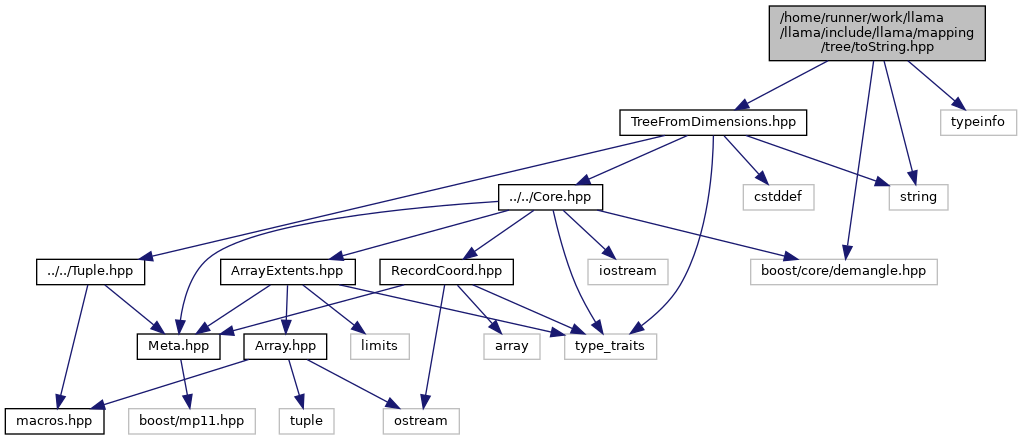 /home/runner/work/llama
/llama/include/llama/mapping
/tree/toString.hpp
TreeFromDimensions.hpp
typeinfo
../../Core.hpp
cstddef
string
../../Tuple.hpp
ArrayExtents.hpp
RecordCoord.hpp
iostream
boost/core/demangle.hpp
Meta.hpp
Array.hpp
limits
array
type_traits
macros.hpp
boost/mp11.hpp
tuple
ostream